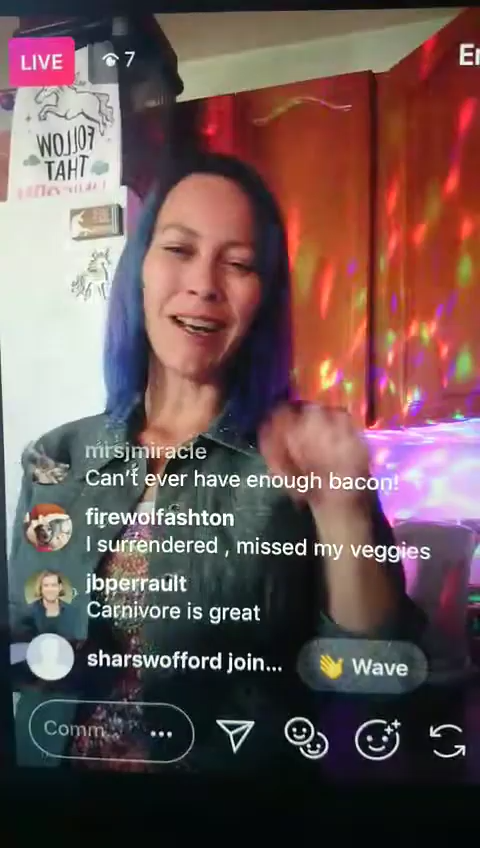 LIVE
7
Er
FOLLOW
THAT
mrsjmiracle
Can't ever have enough bacon!
firewolfashton
I surrendered , missed my veggies
jbperrault
Carnivore is great
sharswofford join...
👋 Wave
Comm...